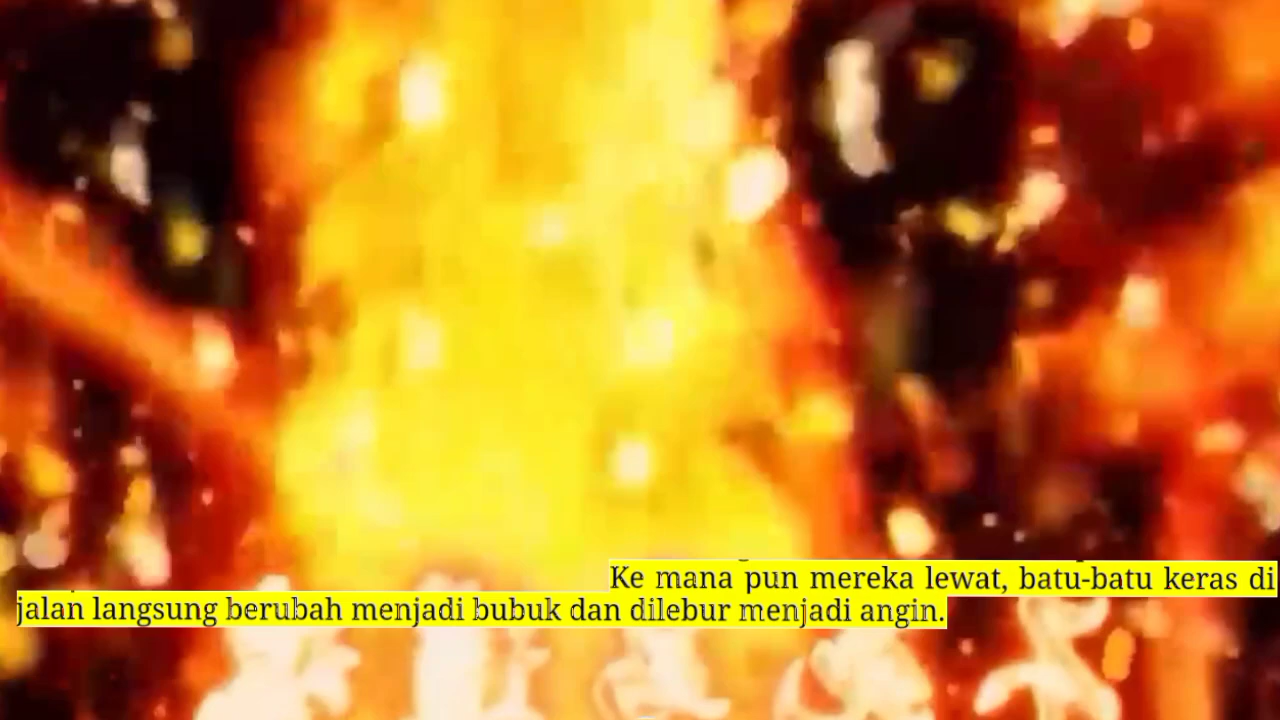 Ke mana pun mereka lewat, batu-batu keras di
jalan langsung berubah menjadi bubuk dan dilebur menjadi angin.